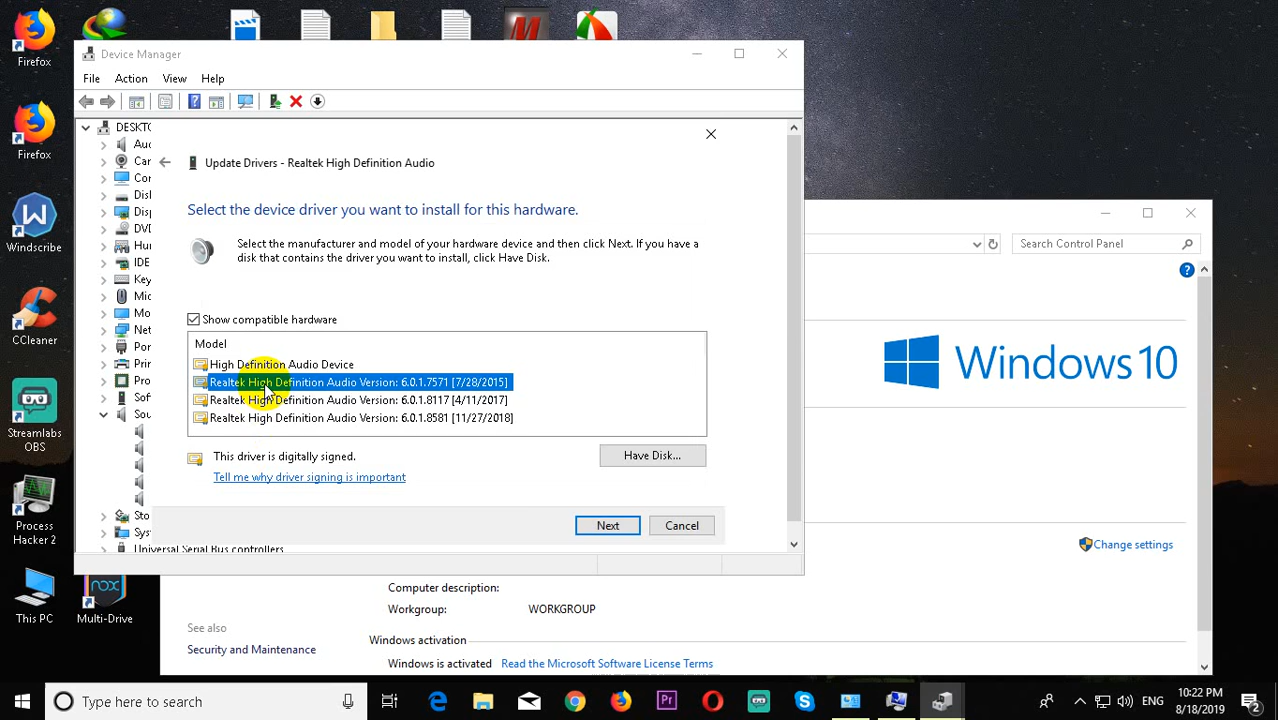 Firefox
Firefox
Windscribe
CCleaner
Streamlabs
OBS
Process
Hacker 2
This PC
Multi-Drive
Device Manager
File Action View Help
DESKT
Auc
Car
Con
Disl
Disp
DVD
Hur
IDE
Key
Mic
Mo
Net
Por
Prin
Pro
Soft
Sou
Sto
Syst
Universal Serial Bus controllers
Update Drivers - Realtek High Definition Audio
Select the device driver you want to install for this hardware.
Select the manufacturer and model of your hardware device and then click Next. If you have a
disk that contains the driver you want to install, click Have Disk.
Show compatible hardware
Model
High Definition Audio Device
Realtek High Definition Audio Version: 6.0.1.7571 [7/28/2015]
Realtek High Definition Audio Version: 6.0.1.8117 [4/11/2017]
Realtek High Definition Audio Version: 6.0.1.8581 [11/27/2018]
This driver is digitally signed.
Have Disk...
Tell me why driver signing is important
Next
Cancel
Search Control Panel
Windows 10
Change settings
Computer description:
Workgroup: WORKGROUP
See also
Security and Maintenance
Windows activation
Windows is activated Read the Microsoft Software License Terms
Type here to search
Pr
ENG
10:22 PM
8/18/2019
2